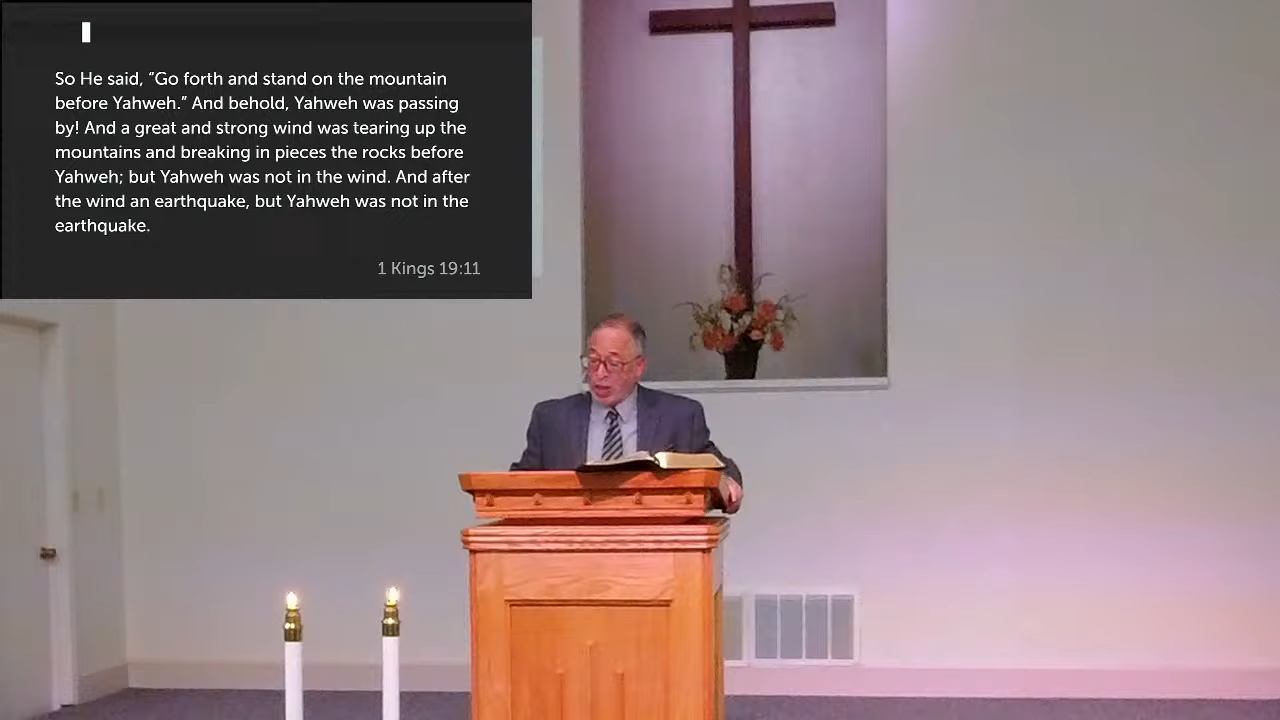 So He said, “Go forth and stand on the mountain
before Yahweh.” And behold, Yahweh was passing
by! And a great and strong wind was tearing up the
mountains and breaking in pieces the rocks before
Yahweh; but Yahweh was not in the wind. And after
the wind an earthquake, but Yahweh was not in the
earthquake.
1 Kings 19:11